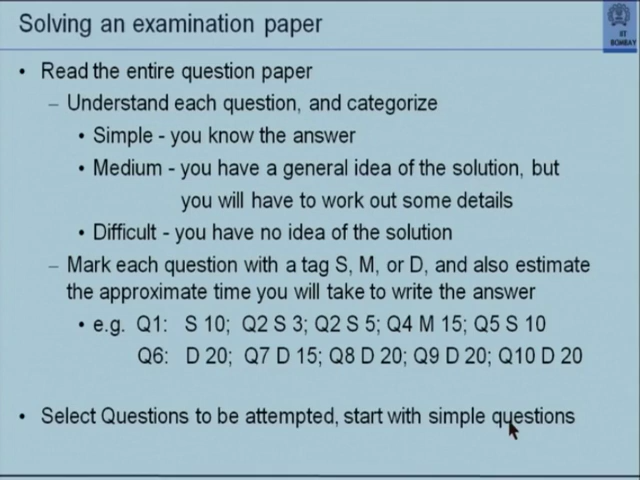 Solving an examination paper
IIT
BOMBAY
• Read the entire question paper
– Understand each question, and categorize
• Simple - you know the answer
• Medium - you have a general idea of the solution, but
you will have to work out some details
• Difficult - you have no idea of the solution
– Mark each question with a tag S, M, or D, and also estimate
the approximate time you will take to write the answer
• e.g. Q1: S 10; Q2 S 3; Q2 S 5; Q4 M 15; Q5 S 10
Q6: D 20; Q7 D 15; Q8 D 20; Q9 D 20; Q10 D 20
• Select Questions to be attempted, start with simple questions